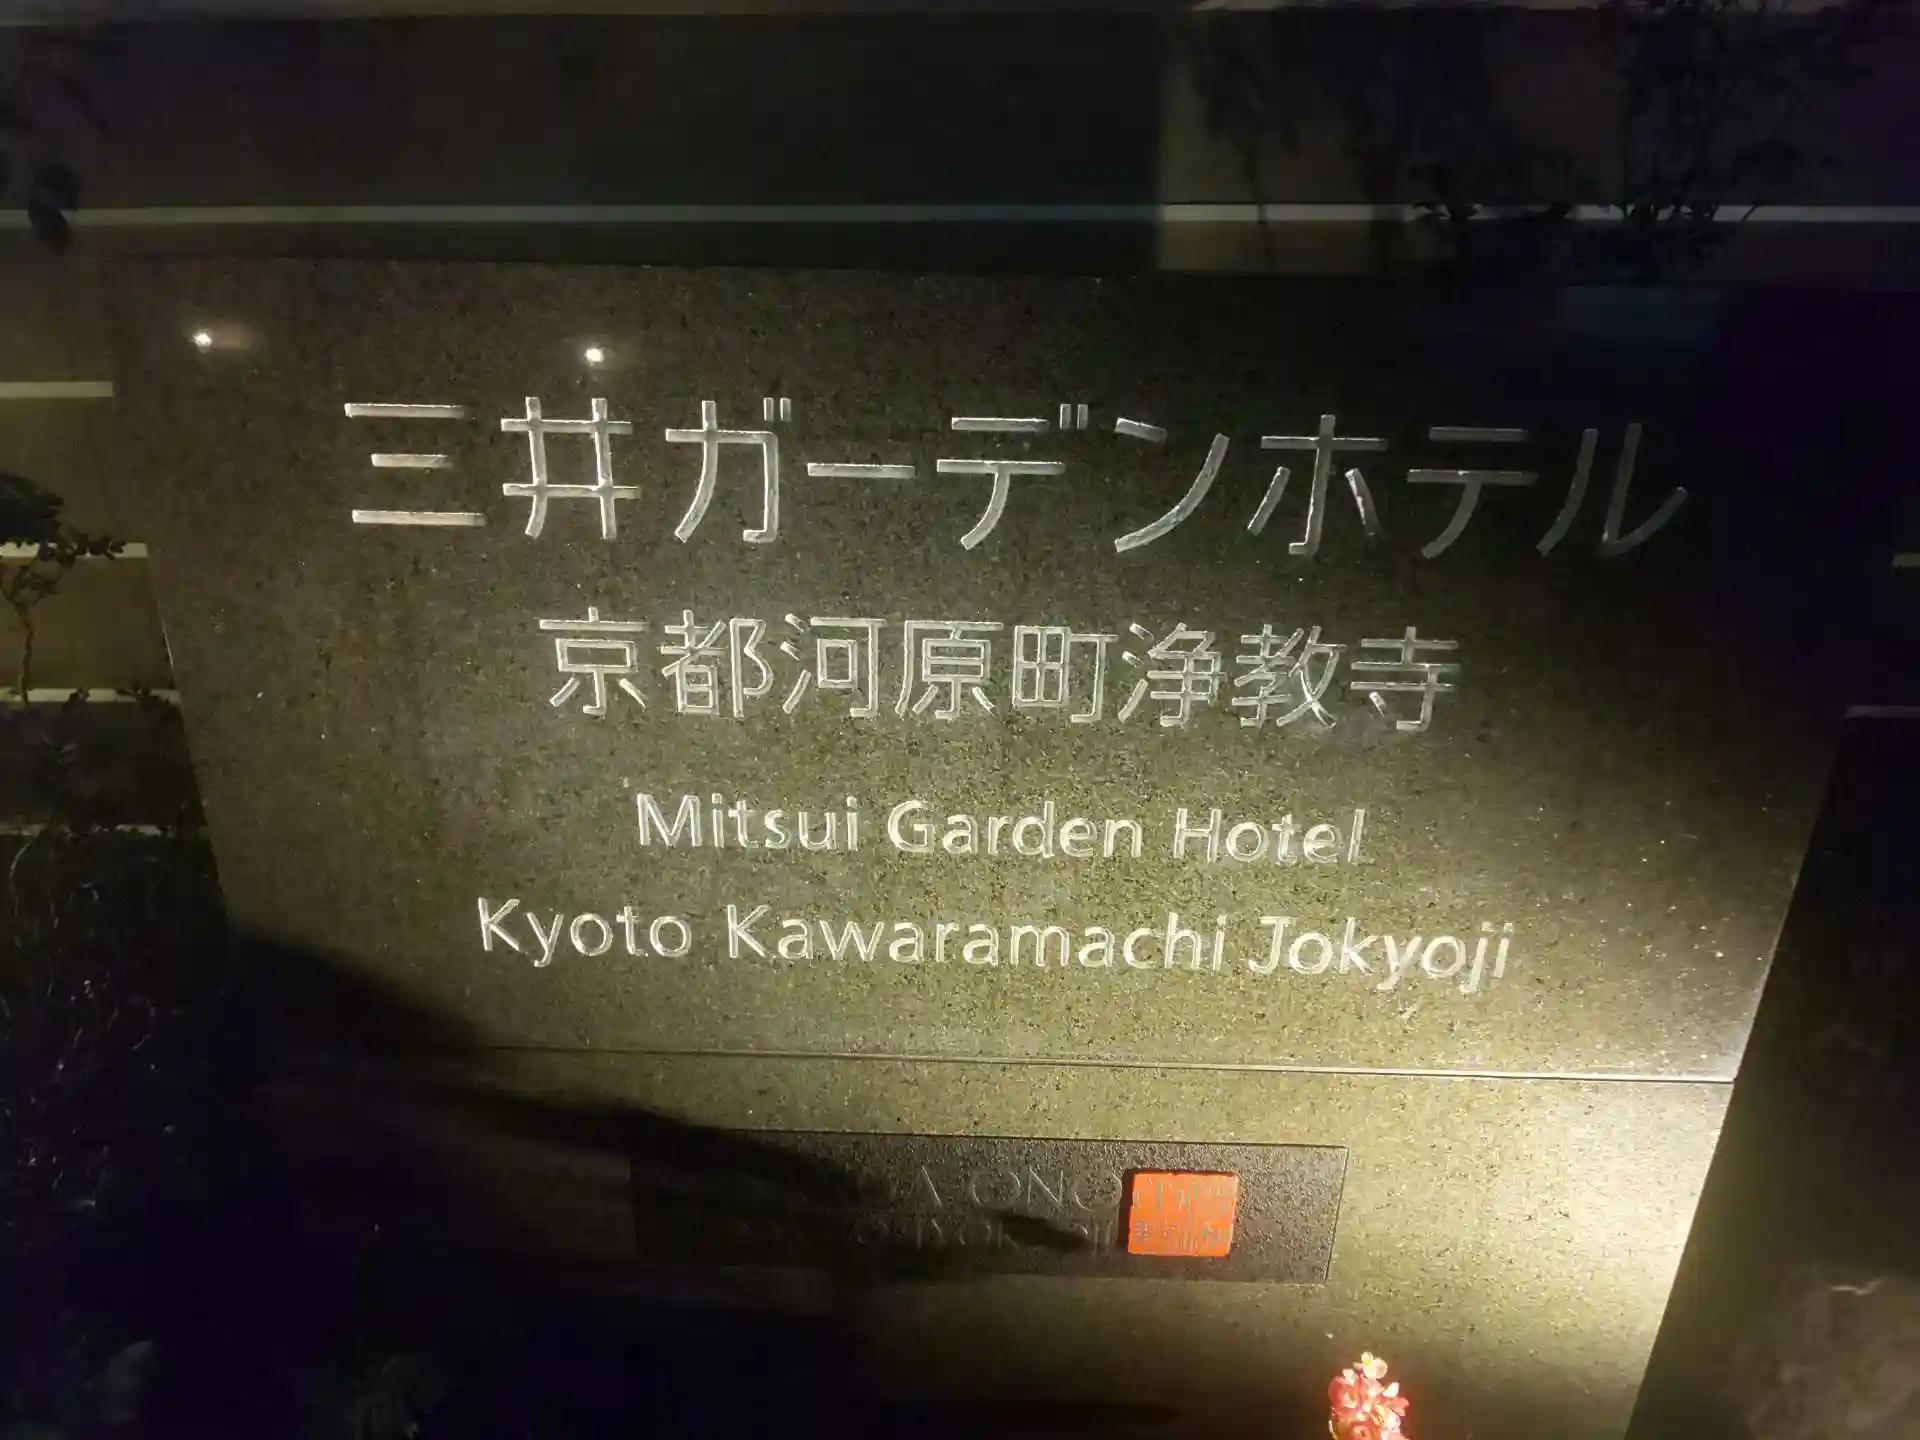 三井ガーデンホテル
京都河原町浄教寺
Mitsui Garden Hotel
Kyoto Kawaramachi Jokyoji